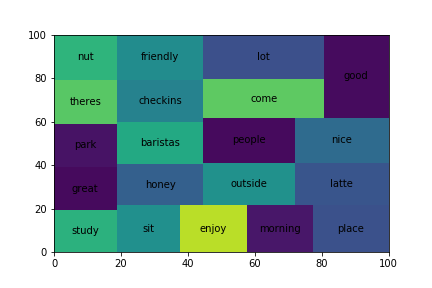 100
80
60
40
20
0
nut friendly lot good
theres checkins come
park baristas people nice
great honey outside latte
study sit enjoy morning place
0 20 40 60 80 100